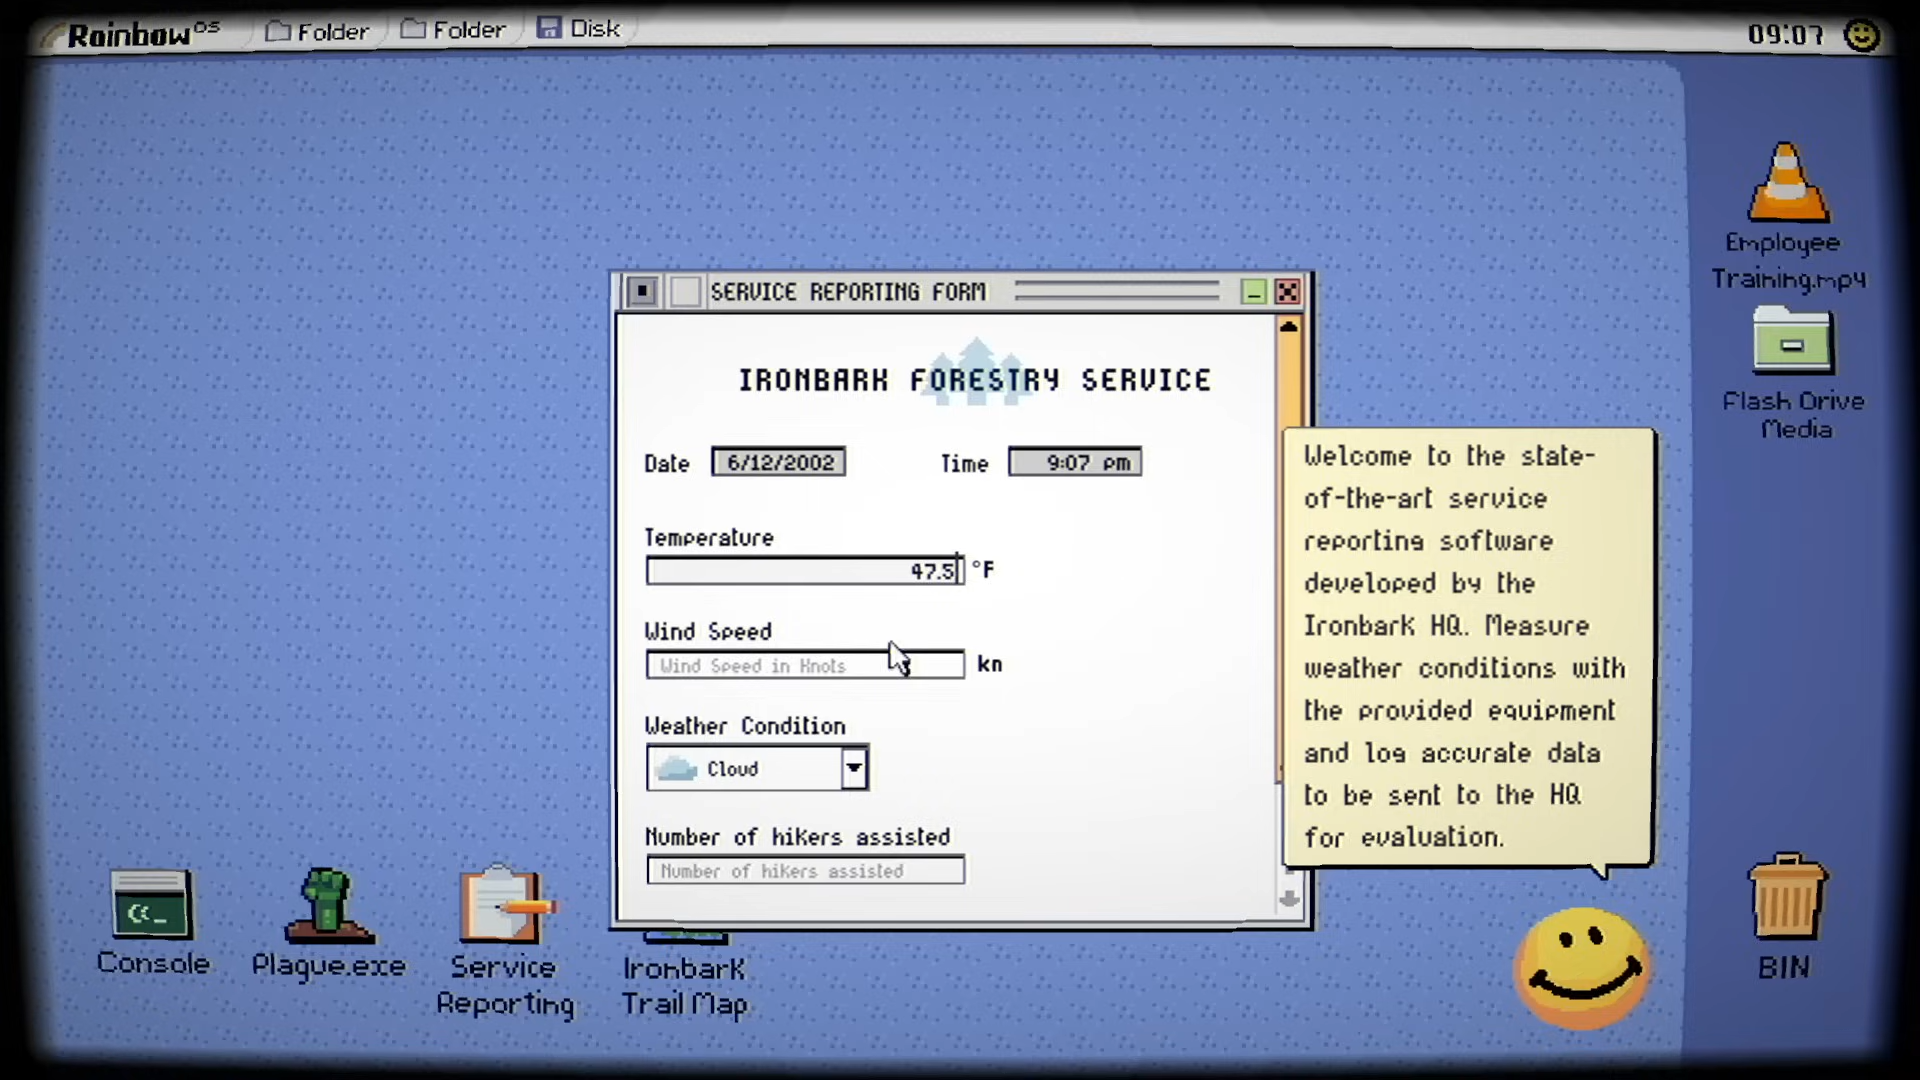 RainbowOS
Folder
Folder
Disk
09:07
Employee
Training.mp4
Flash Drive
Media
SERVICE REPORTING FORM
IRONBARK FORESTRY SERVICE
Date 6/12/2002 Time 9:07 pm
Temperature
47.5 °F
Wind Speed
Wind Speed in Knots kn
Weather Condition
Cloud
Number of hikers assisted
Number of hikers assisted
Welcome to the state-
of-the-art service
reporting software
developed by the
Ironbark HQ. Measure
weather conditions with
the provided equipment
and log accurate data
to be sent to the HQ
for evaluation.
Console
Plague.exe
Service
Reporting
Ironbark
Trail Map
BIN